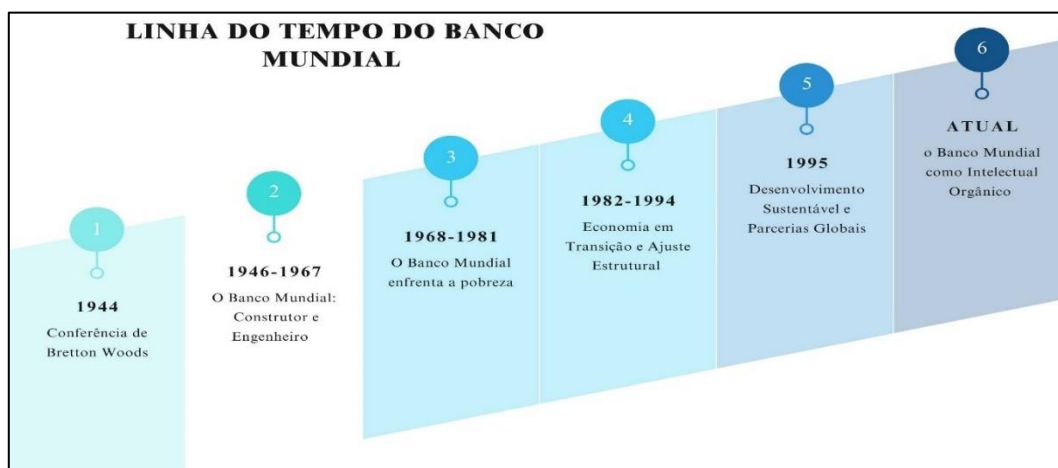 LINHA DO TEMPO DO BANCO
MUNDIAL
1
1944
Conferência de
Bretton Woods
2
1946-1967
O Banco Mundial:
Construtor e
Engenheiro
3
1968-1981
O Banco Mundial
enfrenta a pobreza
4
1982-1994
Economia em
Transição e Ajuste
Estrutural
5
1995
Desenvolvimento
Sustentável e
Parcerias Globais
6
ATUAL
o Banco Mundial
como Intelectual
Orgânico